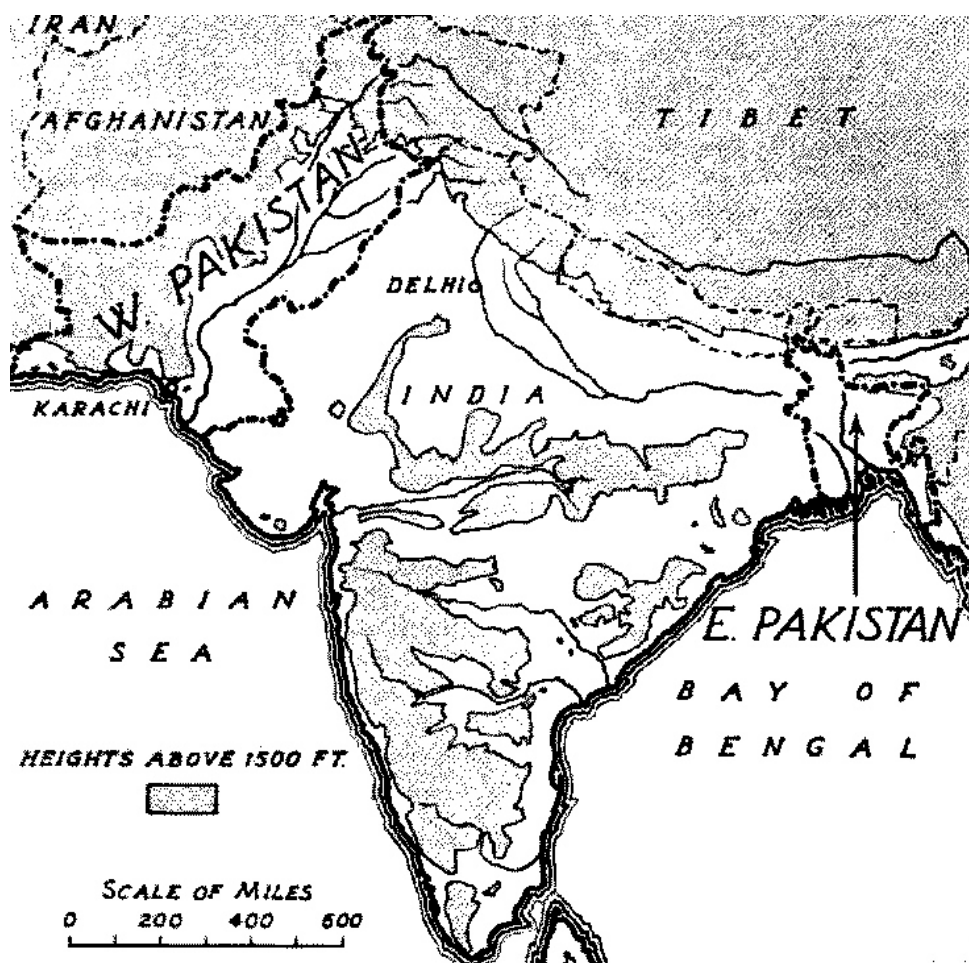 IRAN
AFGHANISTAN
TIBET
W. PAKISTAN
DELHI
INDIA
KARACHI
ARABIAN
SEA
E. PAKISTAN
BAY OF
BENGAL
HEIGHTS ABOVE 1500 FT.
SCALE OF MILES
0 200 400 600